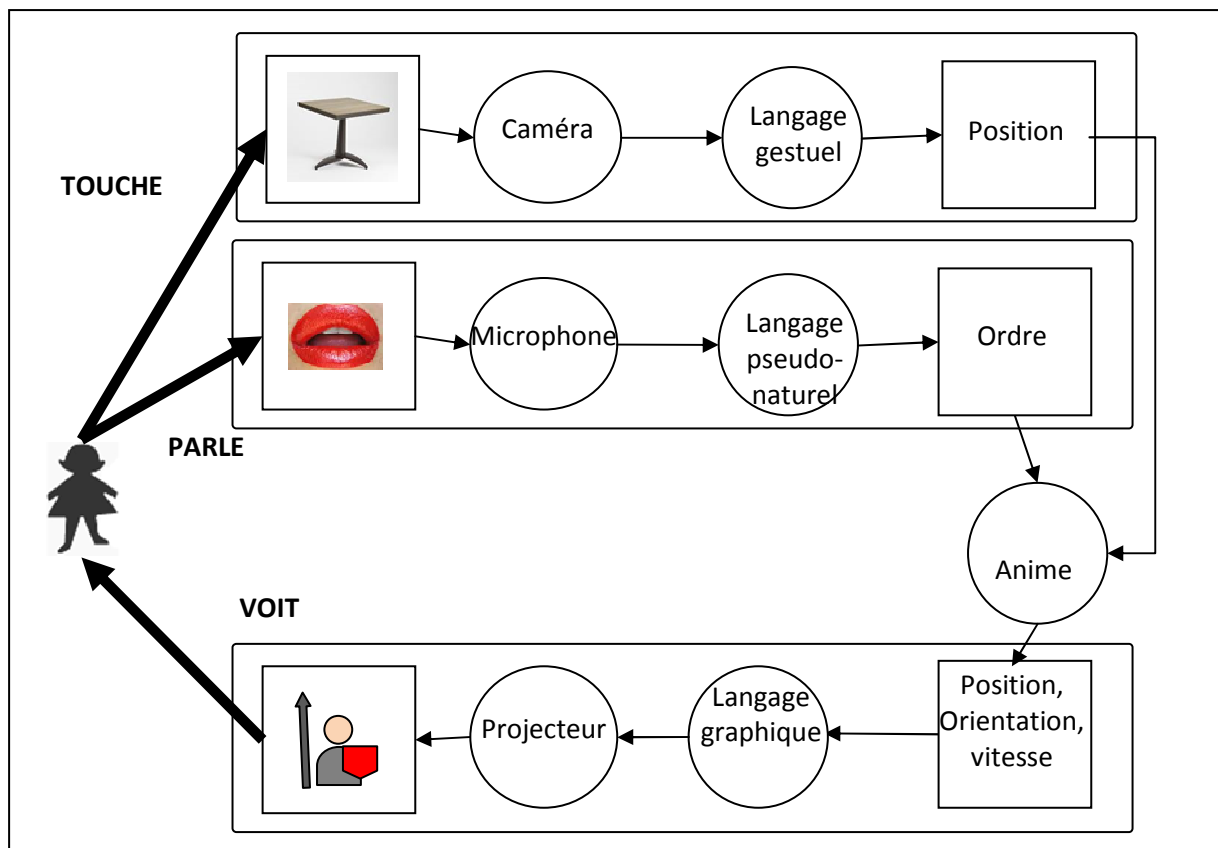 TOUCHE
Caméra
Langage
gestuel
Position
PARLE
Microphone
Langage
pseudo-
naturel
Ordre
Anime
VOIT
Projecteur
Langage
graphique
Position,
Orientation,
vitesse